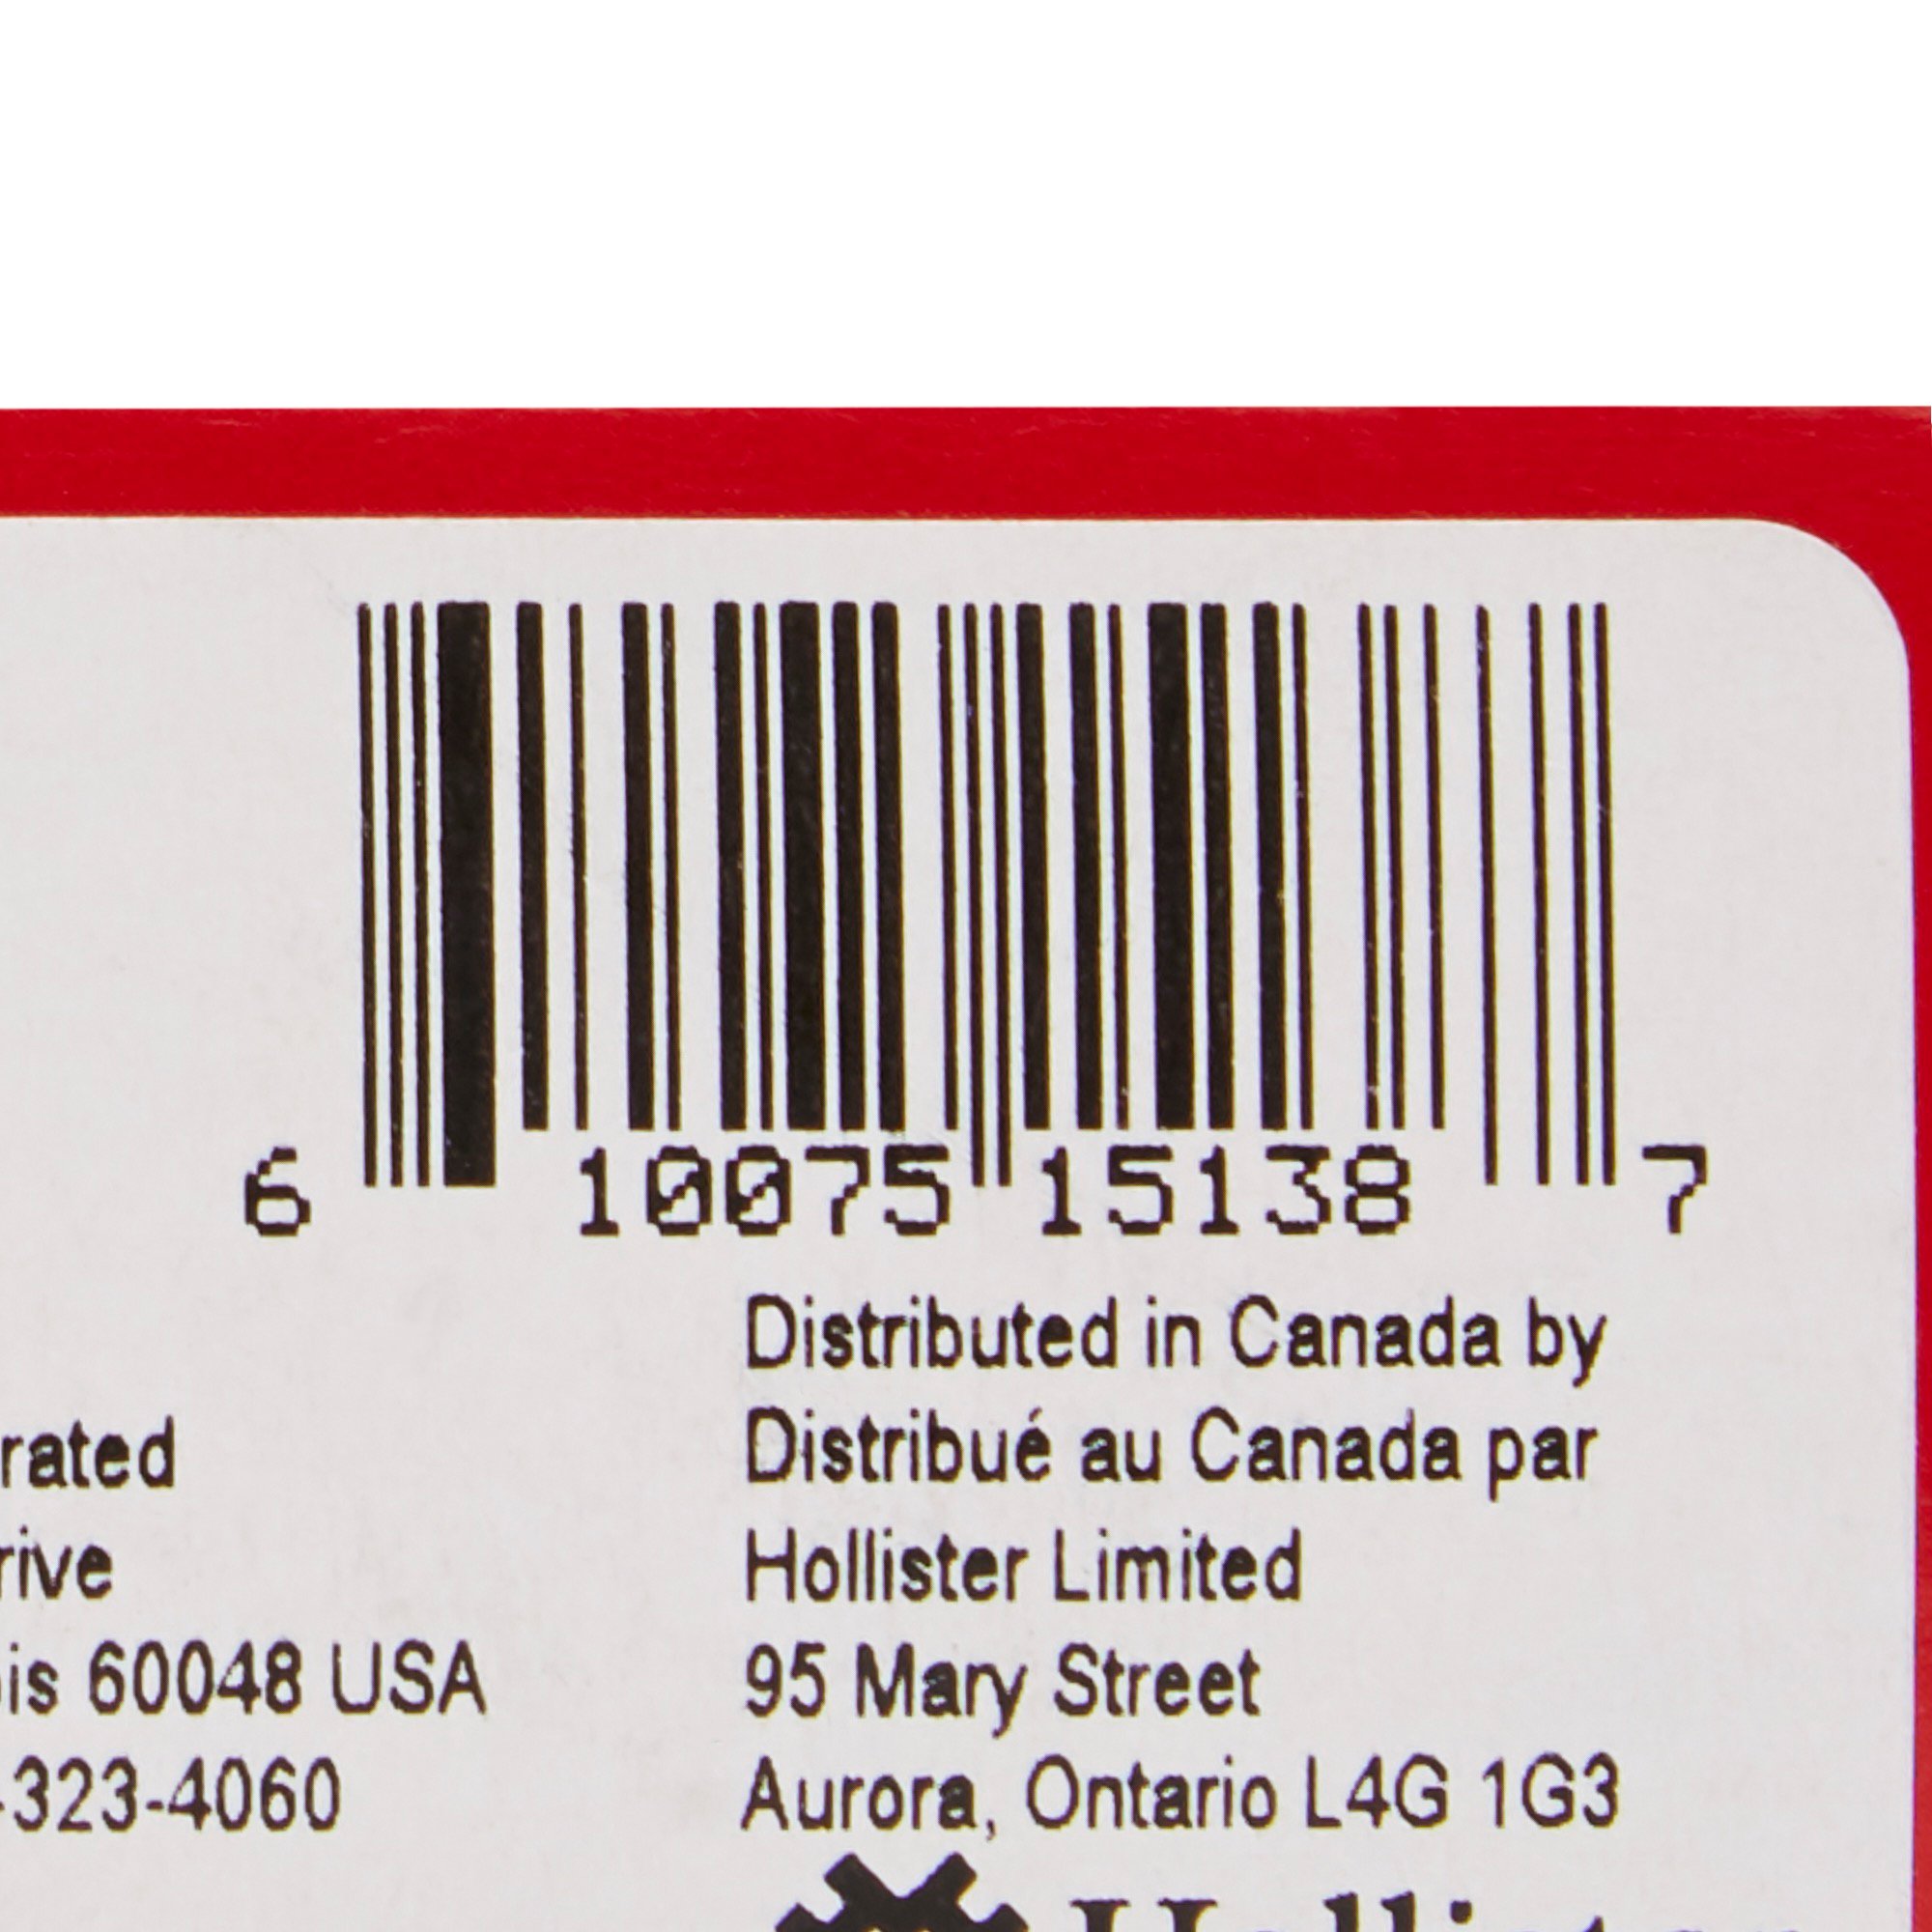 6 10075 15138 7
Distributed in Canada by
Distribué au Canada par
Hollister Limited
95 Mary Street
Aurora, Ontario L4G 1G3
rated
rive
is 60048 USA
-323-4060